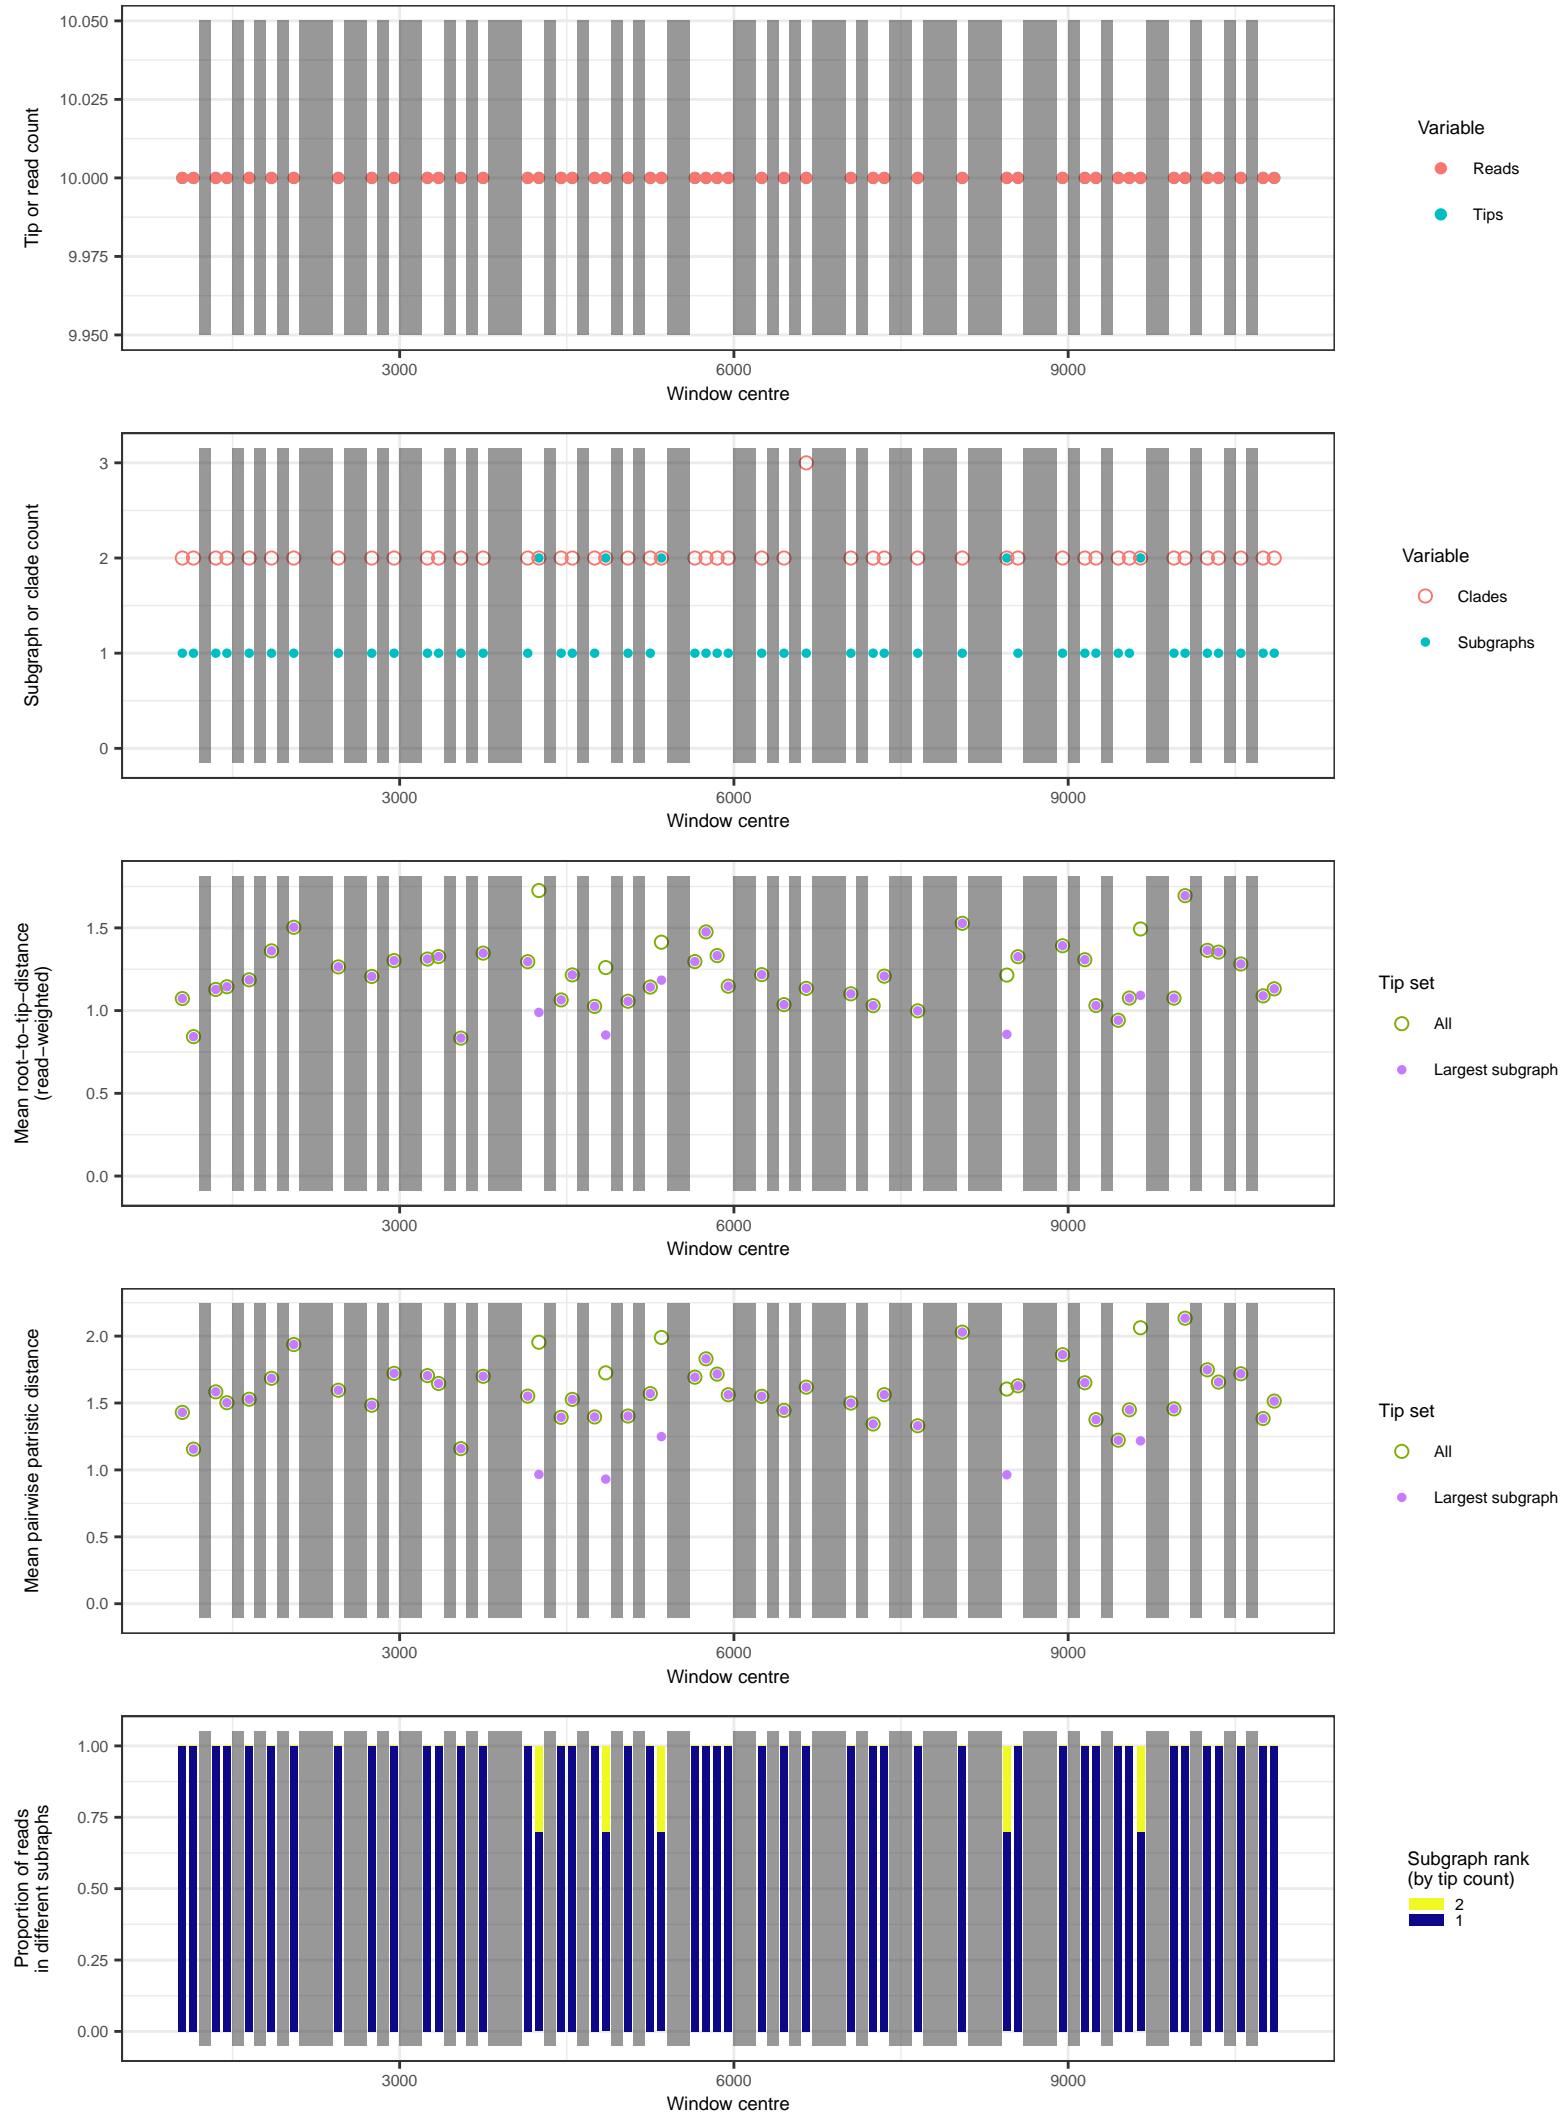 10.050
10.025
10.000
9.975
9.950
Tip or read count
3000
6000
9000
Window centre
Variable
Reads
Tips
3
2
1
0
Subgraph or clade count
3000
6000
9000
Window centre
Variable
Clades
Subgraphs
1.5
1.0
0.5
0.0
Mean root−to−tip−distance
(read−weighted)
3000
6000
9000
Window centre
Tip set
All
Largest subgraph
2.0
1.5
1.0
0.5
0.0
Mean pairwise patristic distance
3000
6000
9000
Window centre
Tip set
All
Largest subgraph
1.00
0.75
0.50
0.25
0.00
Proportion of reads
in different subraphs
3000
6000
9000
Window centre
Subgraph rank
(by tip count)
2
1